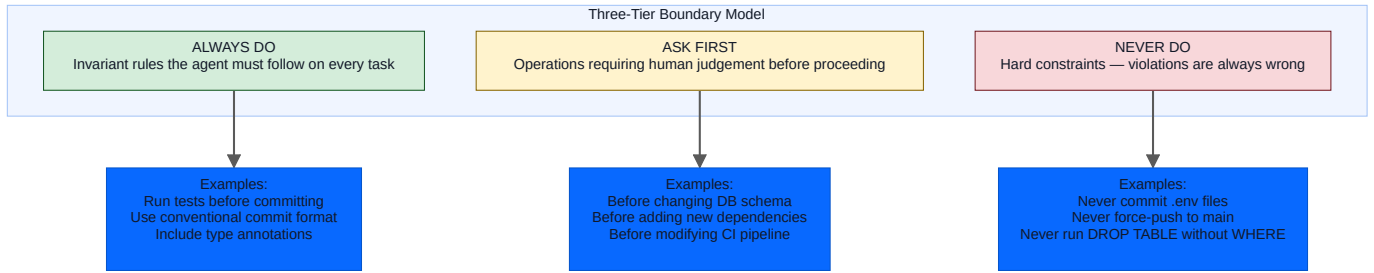 Three-Tier Boundary Model
ALWAYS DO
Invariant rules the agent must follow on every task
ASK FIRST
Operations requiring human judgement before proceeding
NEVER DO
Hard constraints — violations are always wrong
Examples:
Run tests before committing
Use conventional commit format
Include type annotations
Examples:
Before changing DB schema
Before adding new dependencies
Before modifying CI pipeline
Examples:
Never commit .env files
Never force-push to main
Never run DROP TABLE without WHERE